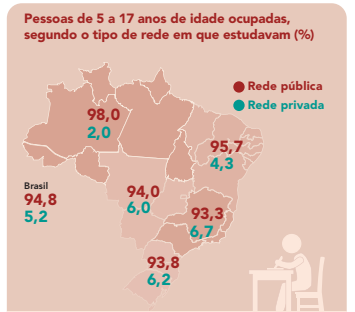 Pessoas de 5 a 17 anos de idade ocupadas,
segundo o tipo de rede em que estudavam (%)
Rede pública
Rede privada
98,0
2,0
95,7
4,3
Brasil
94,8
5,2
94,0
6,0
93,3
6,7
93,8
6,2